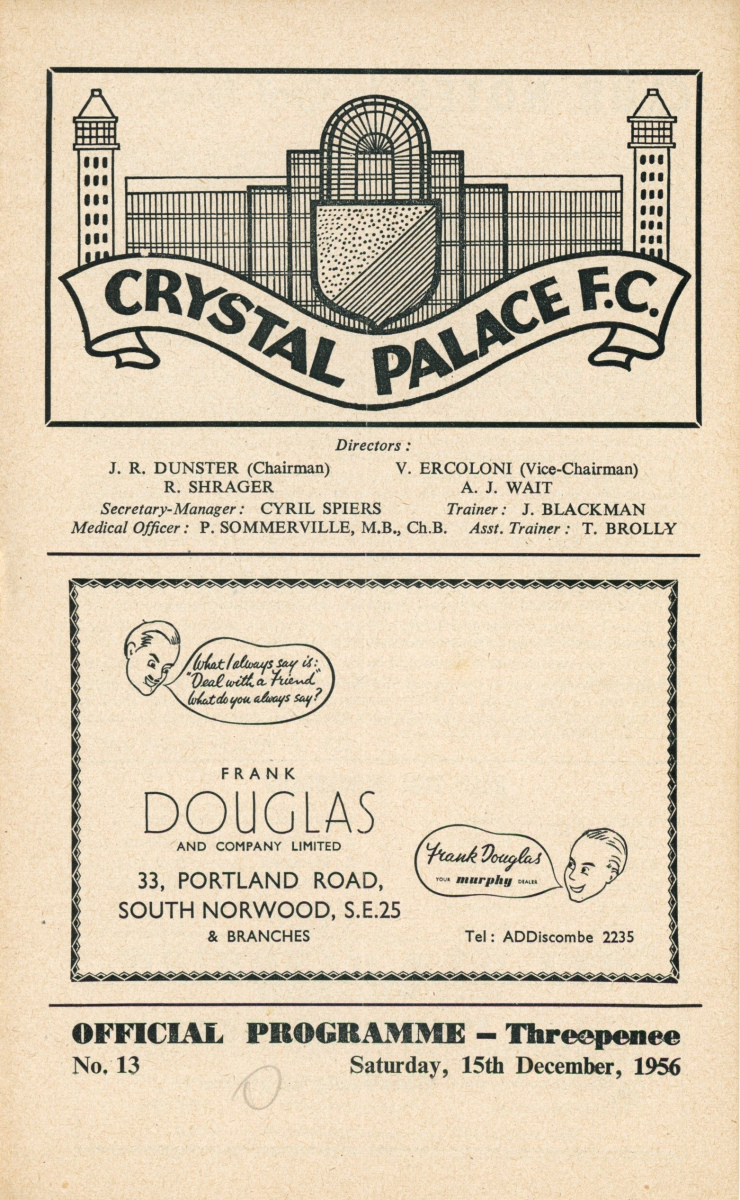 CRYSTAL PALACE F.C.
Directors :
J. R. DUNSTER (Chairman) V. ERCOLONI (Vice-Chairman)
R. SHRAGER A. J. WAIT
Secretary-Manager : CYRIL SPIERS Trainer : J. BLACKMAN
Medical Officer : P. SOMMERVILLE, M.B., Ch.B. Asst. Trainer : T. BROLLY
What I always say is :
"Deal with a Friend"
What do you always say?
FRANK
DOUGLAS
AND COMPANY LIMITED
33, PORTLAND ROAD,
SOUTH NORWOOD, S.E.25
& BRANCHES
Frank Douglas
YOUR murphy DEALER
Tel : ADDiscombe 2235
OFFICIAL PROGRAMME — Threepence
No. 13 Saturday, 15th December, 1956